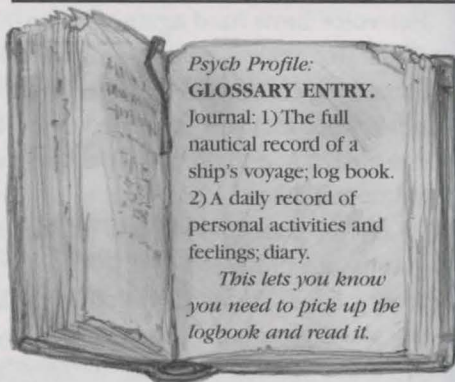 Psych Profile:
GLOSSARY ENTRY.
Journal: 1) The full
nautical record of a
ship's voyage; log book.
2) A daily record of
personal activities and
feelings; diary.
This lets you know
you need to pick up the
logbook and read it.